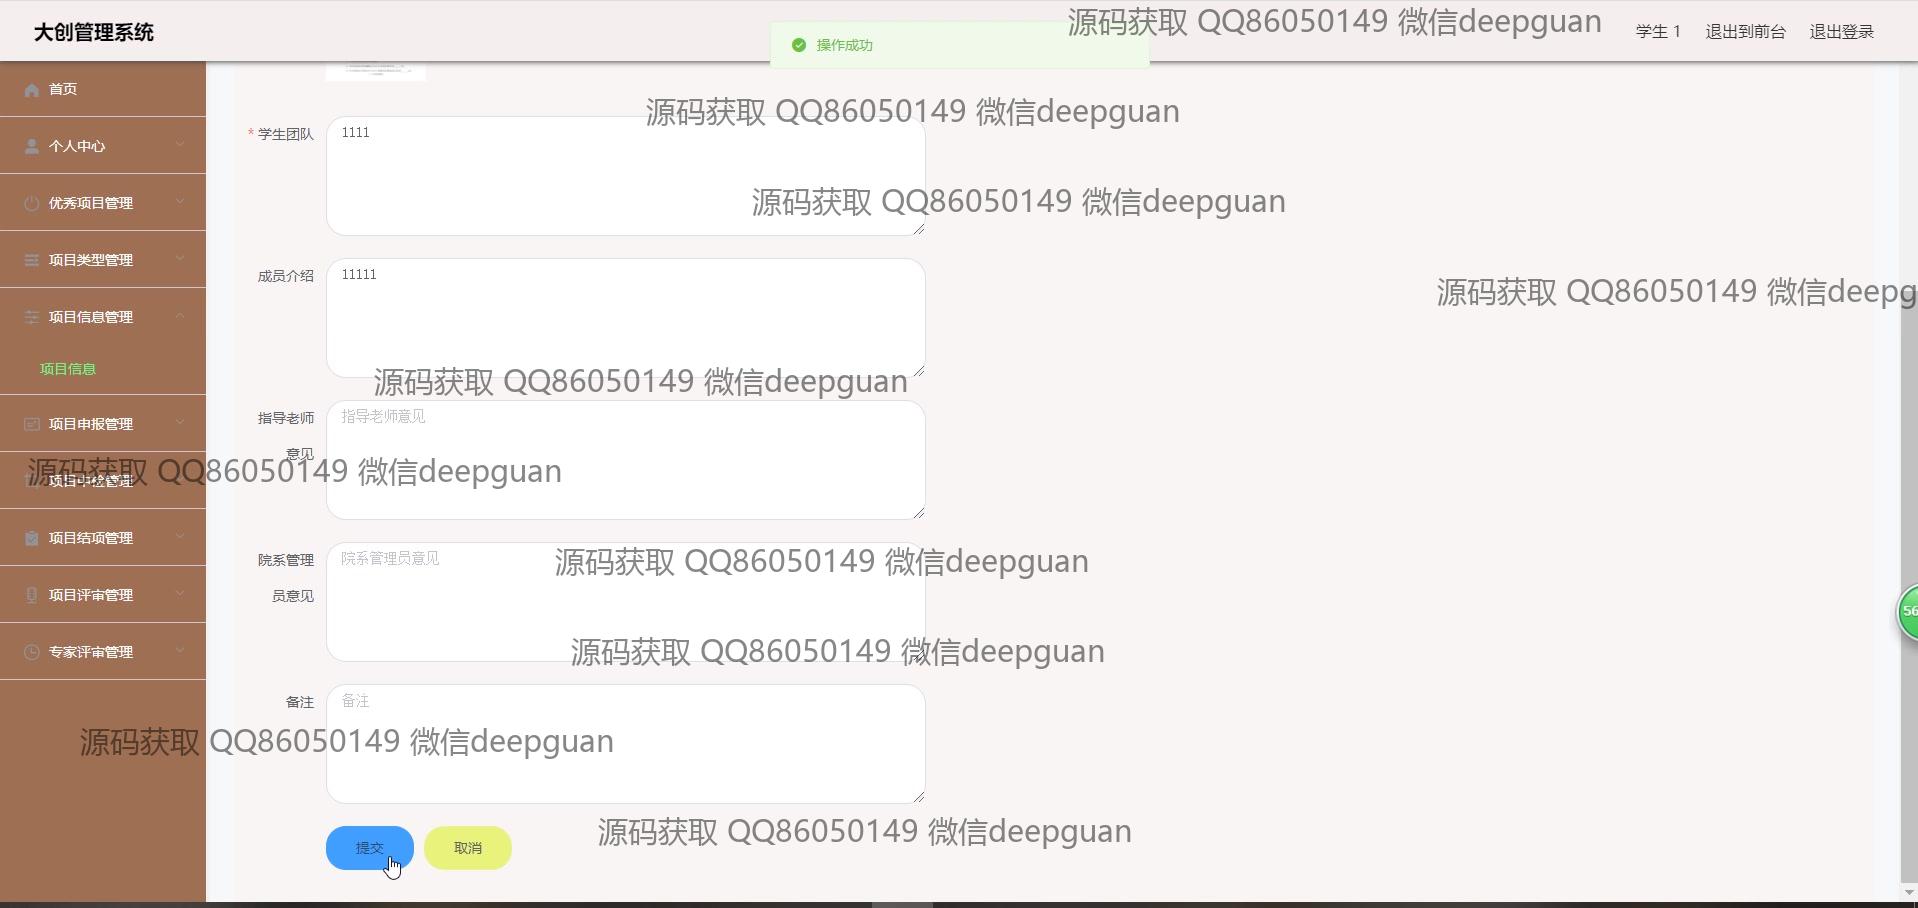 大创管理系统
操作成功
源码获取 QQ86050149 微信deepguan
学生 1
退出到前台
退出登录
首页
源码获取 QQ86050149 微信deepguan
* 学生团队
1111
个人中心
优秀项目管理
源码获取 QQ86050149 微信deepguan
项目类型管理
成员介绍
11111
源码获取 QQ86050149 微信deepg
项目信息管理
项目信息
源码获取 QQ86050149 微信deepguan
项目申报管理
指导老师
意见
指导老师意见
源码获取 QQ86050149 微信deepguan
项目中检管理
项目结项管理
院系管理
员意见
院系管理员意见
源码获取 QQ86050149 微信deepguan
项目评审管理
56
专家评审管理
源码获取 QQ86050149 微信deepguan
备注
备注
源码获取 QQ86050149 微信deepguan
源码获取 QQ86050149 微信deepguan
提交
取消